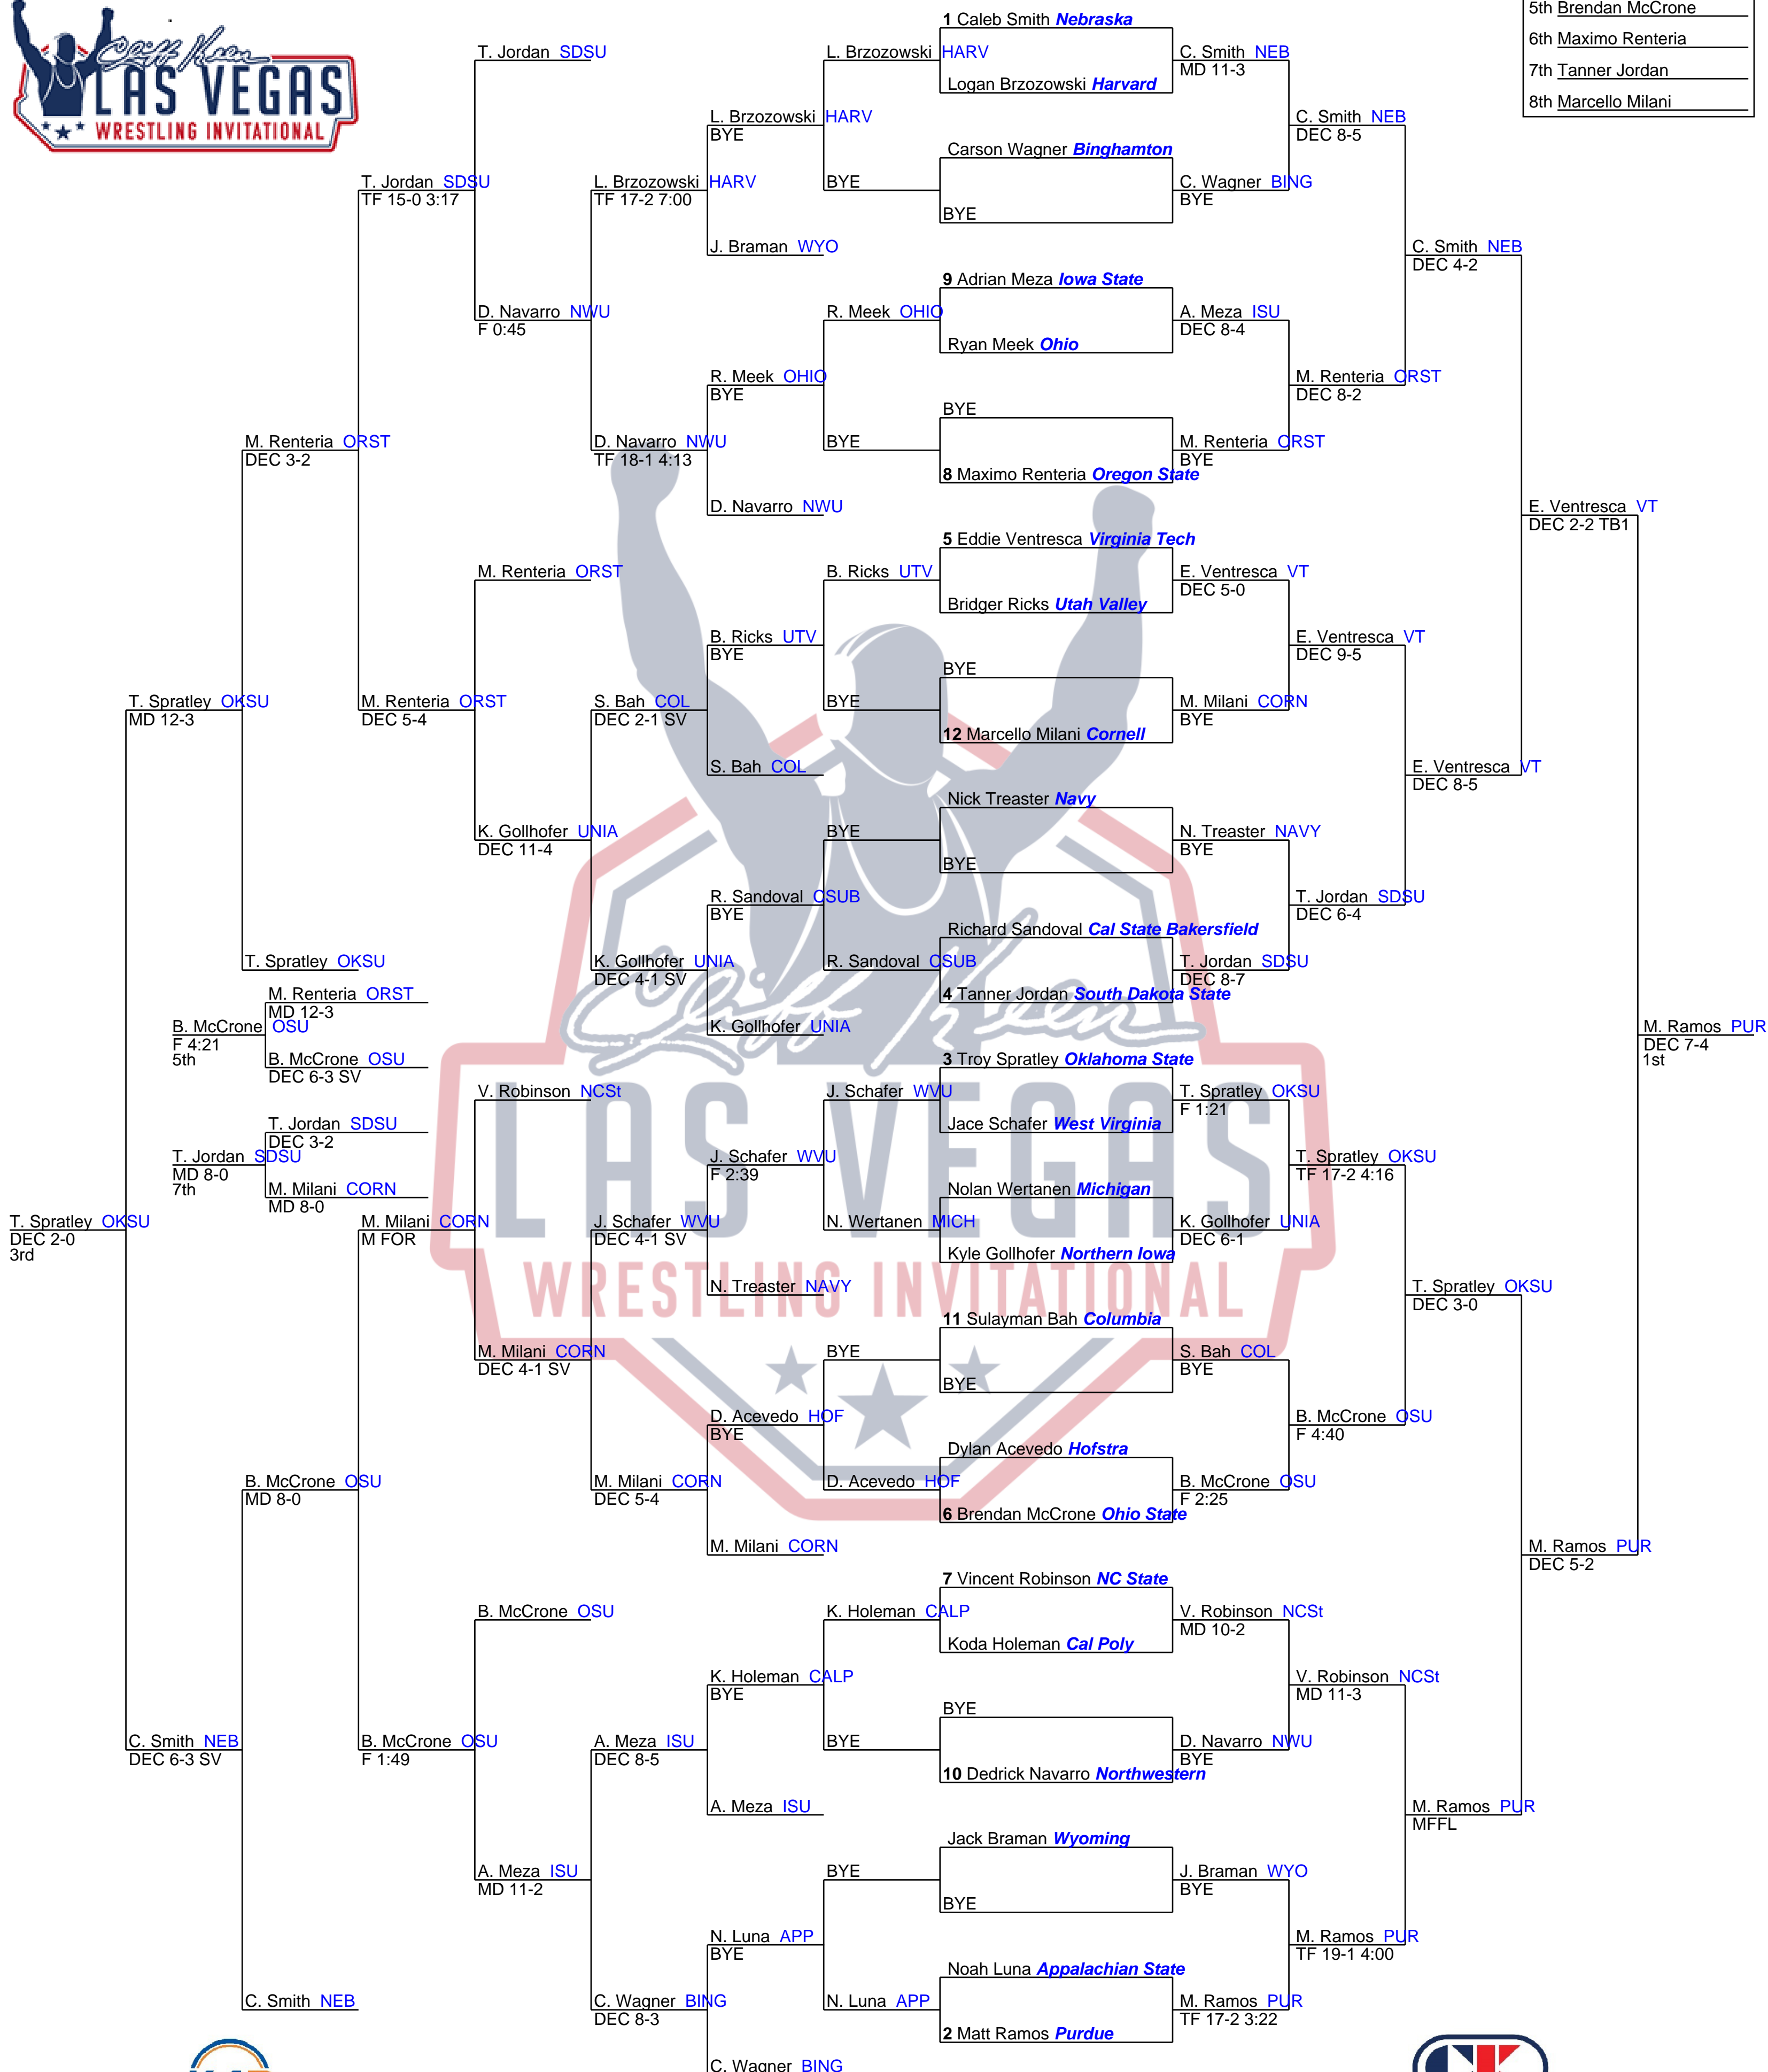 Cliff Keen
LAS VEGAS
WRESTLING INVITATIONAL
5th Brendan McCrone
6th Maximo Renteria
7th Tanner Jordan
8th Marcello Milani
T. Spratley OKSU
DEC 2-0
3rd
T. Spratley OKSU
MD 12-3
C. Smith NEB
DEC 6-3 SV
M. Renteria ORST
DEC 3-2
T. Spratley OKSU
B. McCrone OSU
MD 8-0
C. Smith NEB
M. Renteria ORST
MD 12-3
B. McCrone OSU
F 4:21
5th
B. McCrone OSU
DEC 6-3 SV
T. Jordan SDSU
DEC 3-2
T. Jordan SDSU
MD 8-0
7th
M. Milani CORN
MD 8-0
T. Jordan SDSU
TF 15-0 3:17
M. Renteria ORST
DEC 5-4
M. Milani CORN
M FOR
B. McCrone OSU
F 1:49
T. Jordan SDSU
D. Navarro NWU
F 0:45
M. Renteria ORST
K. Gollhofer UNIA
DEC 11-4
V. Robinson NCSt
M. Milani CORN
DEC 4-1 SV
B. McCrone OSU
A. Meza ISU
MD 11-2
L. Brzozowski HARV
TF 17-2 7:00
D. Navarro NWU
TF 18-1 4:13
S. Bah COL
DEC 2-1 SV
K. Gollhofer UNIA
DEC 4-1 SV
J. Schafer WVU
DEC 4-1 SV
M. Milani CORN
DEC 5-4
A. Meza ISU
DEC 8-5
C. Wagner BING
DEC 8-3
L. Brzozowski HARV
BYE
J. Braman WYO
R. Meek OHIO
BYE
D. Navarro NWU
B. Ricks UTV
BYE
S. Bah COL
R. Sandoval CSUB
BYE
K. Gollhofer UNIA
J. Schafer WVU
F 2:39
N. Treaster NAVY
D. Acevedo HOF
BYE
M. Milani CORN
K. Holeman CALP
BYE
A. Meza ISU
N. Luna APP
BYE
C. Wagner BING
L. Brzozowski HARV
BYE
R. Meek OHIO
BYE
B. Ricks UTV
BYE
BYE
R. Sandoval CSUB
J. Schafer WVU
N. Wertanen MICH
BYE
D. Acevedo HOF
K. Holeman CALP
BYE
BYE
N. Luna APP
1 Caleb Smith Nebraska
Logan Brzozowski Harvard
Carson Wagner Binghamton
BYE
9 Adrian Meza Iowa State
Ryan Meek Ohio
BYE
8 Maximo Renteria Oregon State
5 Eddie Ventresca Virginia Tech
Bridger Ricks Utah Valley
BYE
12 Marcello Milani Cornell
Nick Treaster Navy
BYE
Richard Sandoval Cal State Bakersfield
4 Tanner Jordan South Dakota State
3 Troy Spratley Oklahoma State
Jace Schafer West Virginia
Nolan Wertanen Michigan
Kyle Gollhofer Northern Iowa
11 Sulayman Bah Columbia
BYE
Dylan Acevedo Hofstra
6 Brendan McCrone Ohio State
7 Vincent Robinson NC State
Koda Holeman Cal Poly
BYE
10 Dedrick Navarro Northwestern
Jack Braman Wyoming
BYE
Noah Luna Appalachian State
2 Matt Ramos Purdue
C. Smith NEB
MD 11-3
C. Wagner BING
BYE
A. Meza ISU
DEC 8-4
M. Renteria ORST
BYE
E. Ventresca VT
DEC 5-0
M. Milani CORN
BYE
N. Treaster NAVY
BYE
T. Jordan SDSU
DEC 8-7
T. Spratley OKSU
F 1:21
K. Gollhofer UNIA
DEC 6-1
S. Bah COL
BYE
B. McCrone OSU
F 2:25
V. Robinson NCSt
MD 10-2
D. Navarro NWU
BYE
J. Braman WYO
BYE
M. Ramos PUR
TF 17-2 3:22
C. Smith NEB
DEC 8-5
M. Renteria ORST
DEC 8-2
E. Ventresca VT
DEC 9-5
T. Jordan SDSU
DEC 6-4
T. Spratley OKSU
TF 17-2 4:16
B. McCrone OSU
F 4:40
V. Robinson NCSt
MD 11-3
M. Ramos PUR
TF 19-1 4:00
C. Smith NEB
DEC 4-2
E. Ventresca VT
DEC 8-5
T. Spratley OKSU
DEC 3-0
M. Ramos PUR
MFFL
E. Ventresca VT
DEC 2-2 TB1
M. Ramos PUR
DEC 5-2
M. Ramos PUR
DEC 7-4
1st
Cliff Keen
LAS VEGAS
WRESTLING INVITATIONAL